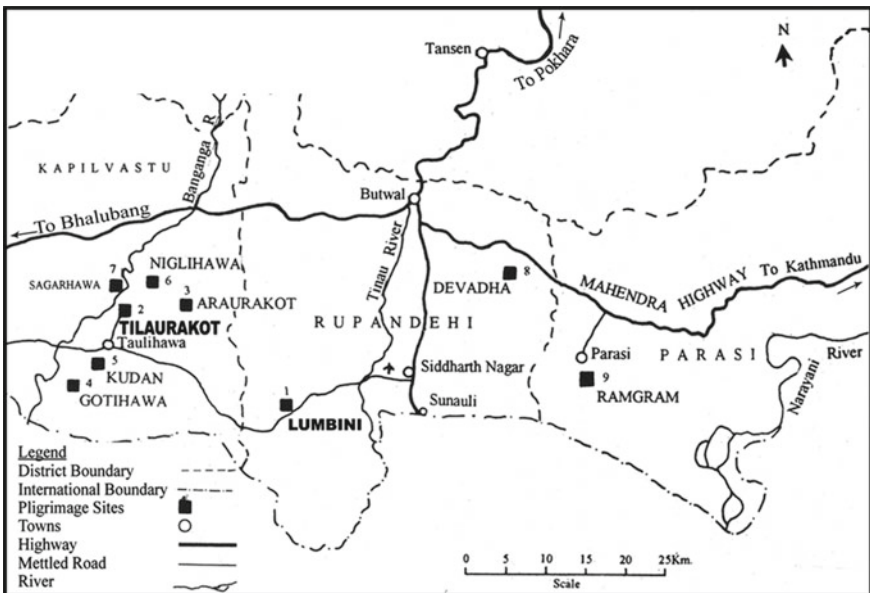 N
Tansen
To Pokhara
KAPILVASTU
Banganga R
Butwal
To Bhalubang
Tinau River
7
NIGLIHAWA
6
8
SAGARHAWA
3
DEVADHA
MAHENDRA HIGHWAY To Kathmandu
2
ARAURAKOT
TILAURAKOT
RUPANDEHI
Taulihawa
Parasi
PARASI
River
5
Siddharth Nagar
KUDAN
9
4
GOTIHAWA
1
Sunauli
RAMGRAM
Narayani
LUMBINI
Legend
District Boundary
International Boundary
Pligrimage Sites
Towns
Highway
Mettled Road
River
0 5 10 15 20 25Km.
Scale